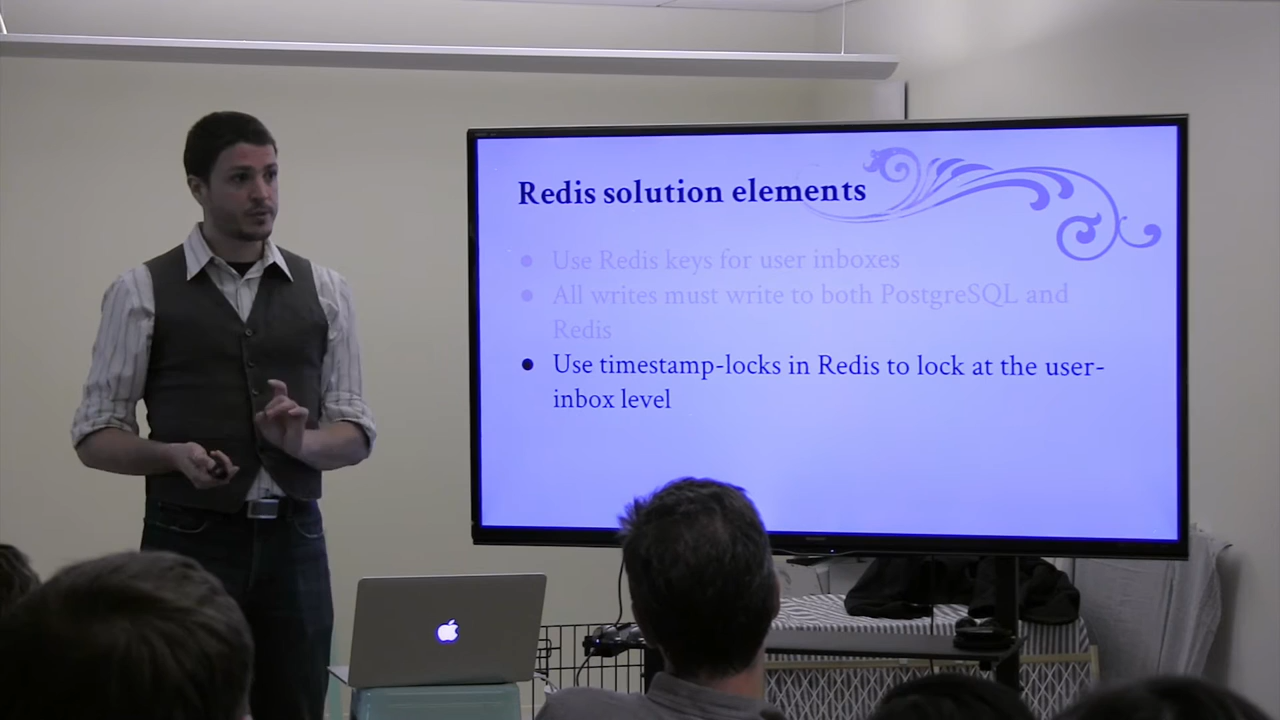 Redis solution elements
• Use Redis keys for user inboxes
• All writes must write to both PostgreSQL and
Redis
• Use timestamp-locks in Redis to lock at the user-
inbox level